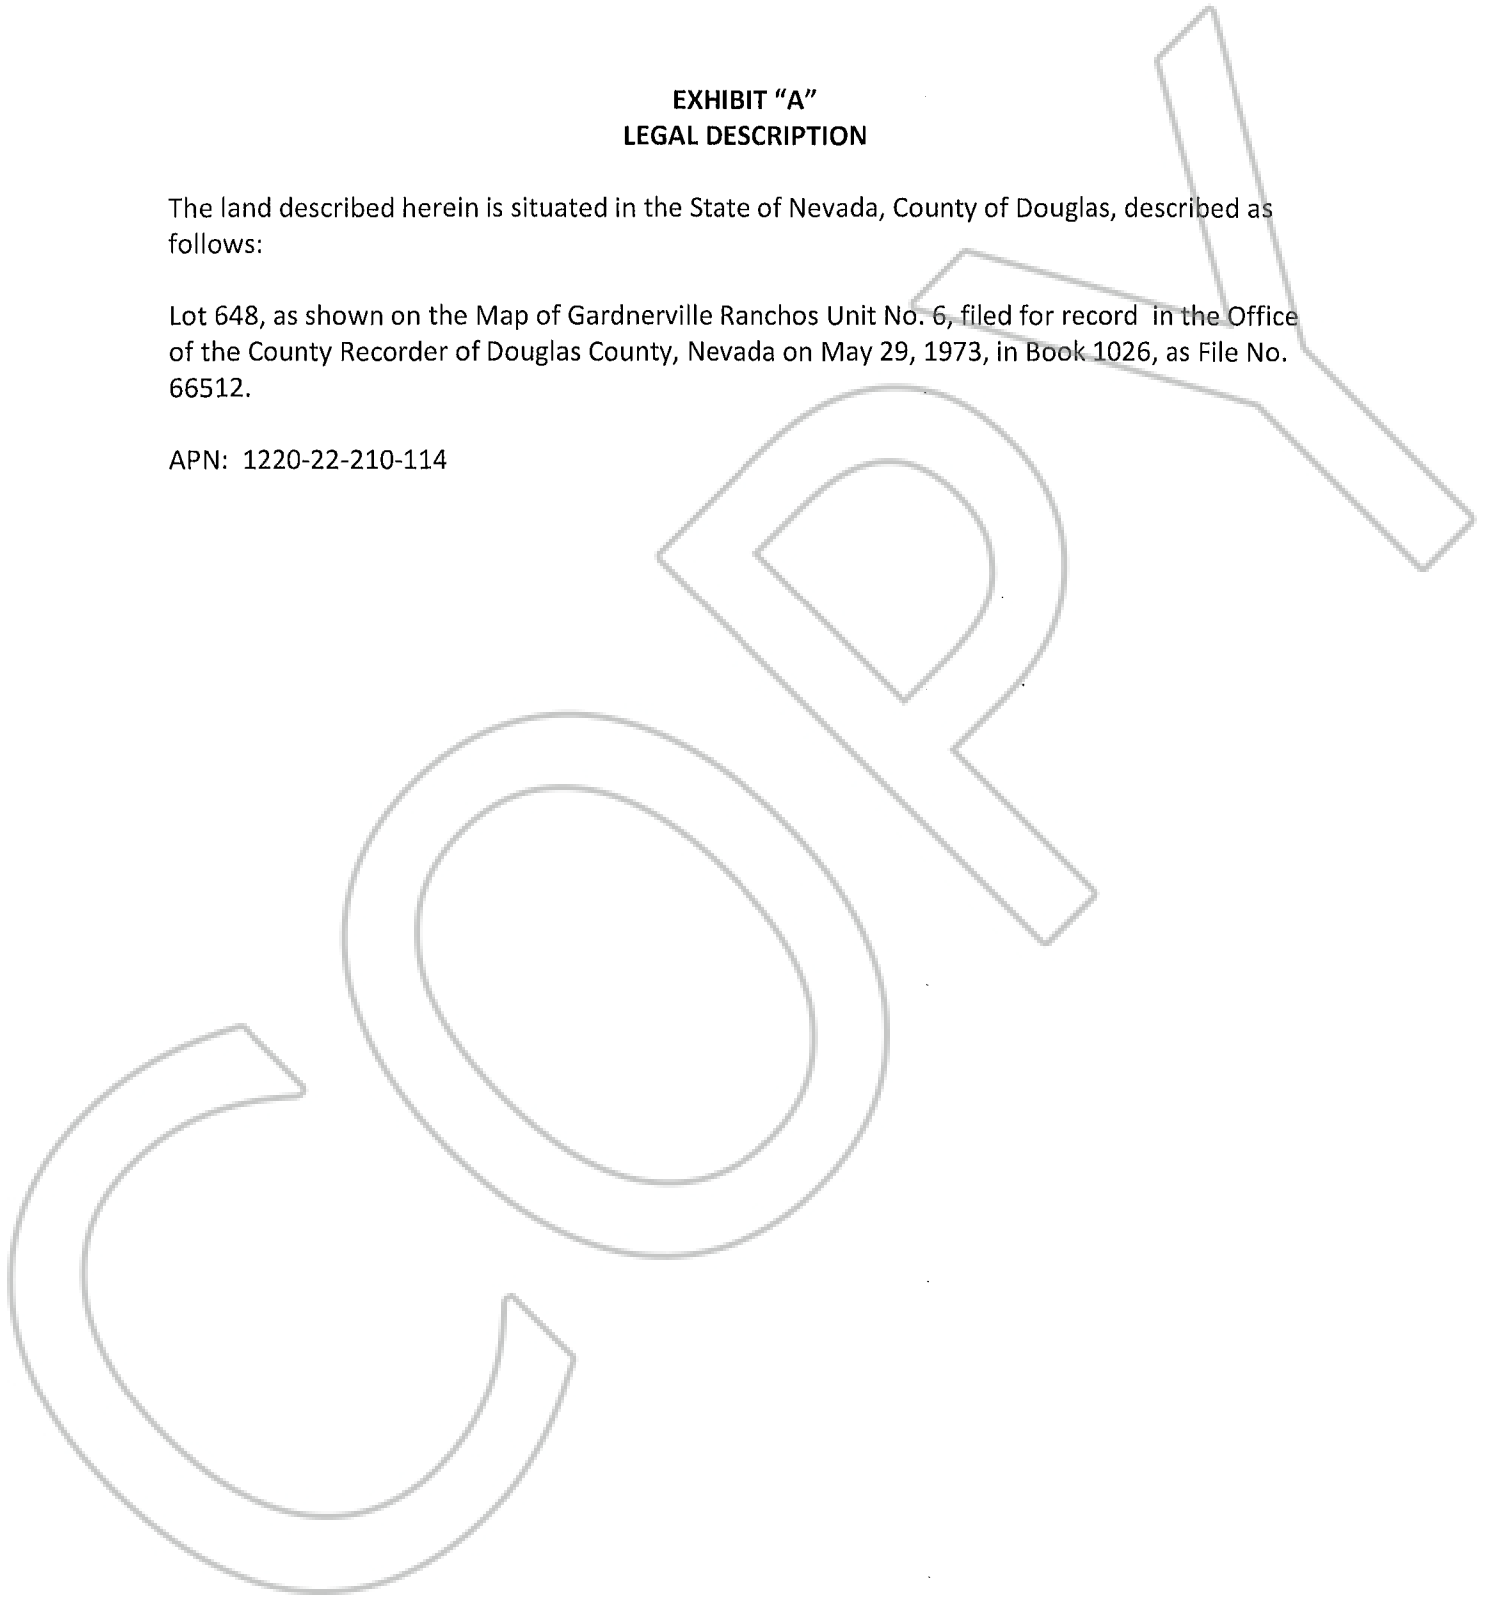 EXHIBIT “A”
LEGAL DESCRIPTION
The land described herein is situated in the State of Nevada, County of Douglas, described as
follows:
Lot 648, as shown on the Map of Gardnerville Ranchos Unit No. 6, filed for record in the Office
of the County Recorder of Douglas County, Nevada on May 29, 1973, in Book 1026, as File No.
66512.
APN: 1220-22-210-114
COPY